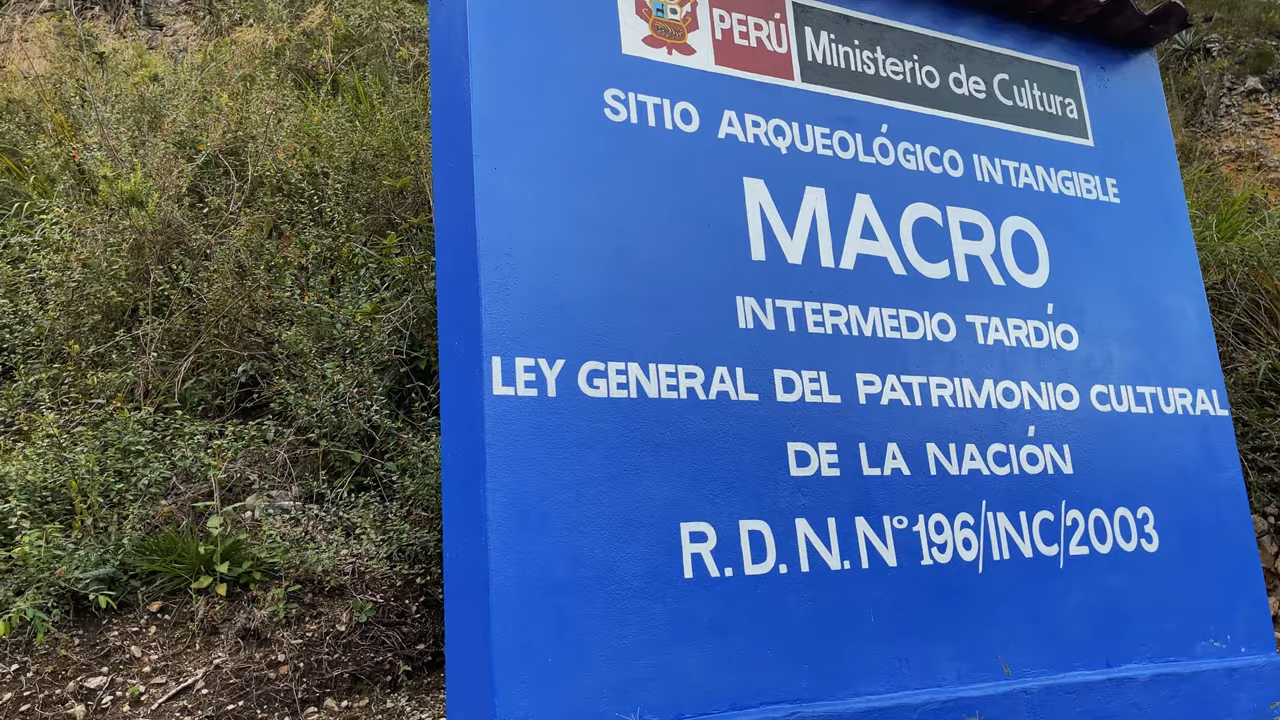 PERÚ Ministerio de Cultura
SITIO ARQUEOLÓGICO INTANGIBLE
MACRO
INTERMEDIO TARDÍO
LEY GENERAL DEL PATRIMONIO CULTURAL
DE LA NACIÓN
R.D.N. Nº 196/INC/2003